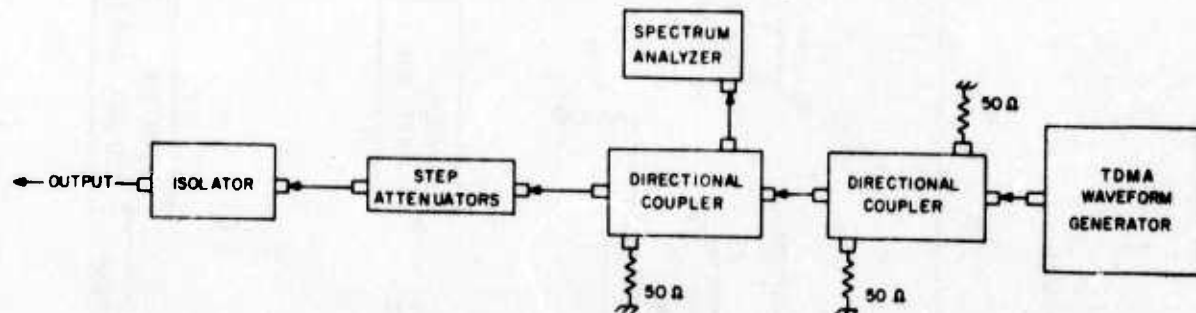 SPECTRUM
ANALYZER
50 Ω
OUTPUT
ISOLATOR
STEP
ATTENUATORS
DIRECTIONAL
COUPLER
DIRECTIONAL
COUPLER
TDMA
WAVEFORM
GENERATOR
50 Ω
50 Ω